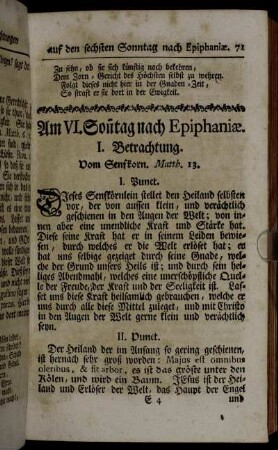 auf den sechsten Sonntag nach Epiphaniæ. 71
Zu sehn, ob sie sich künftig noch bekehren,
Dem Zorn-Gericht des Höchsten selbst zu wehren.
Folgt dieses nicht hier in der Gnaden-Zeit,
So straft er sie dort in der Ewigkeit.
Am VI. Soñtag nach Epiphaniæ.
I. Betrachtung.
Vom Senfkorn. Matth. 13.
I. Punct.
Dieses Senfkörnlein stellet den Heiland selbsten
vor, der von aussen klein, und verächtlich
geschienen in den Augen der Welt; von in-
nen aber eine unendliche Kraft und Stärke hat.
Diese seine Kraft hat er in seinem Leiden bewie-
sen, durch welches er die Welt erlöset hat; er
hat uns selbige gezeiget durch seine Gnade, wel-
che der Grund unsers Heils ist; und durch sein hei-
liges Abendmahl, welches eine unerschöpfliche Quel-
le der Freude, der Kraft und der Seeligkeit ist. Las-
set uns diese Kraft heilsamlich gebrauchen, welche er
uns durch alle diese Mittel zueignet, und mit Christo
in den Augen der Welt gerne klein und verächtlich
seyn.
II. Punct.
Der Heiland der im Anfang so gering geschienen,
ist hernach sehr groß worden: Majus est omnibus
oleribus, & fit arbor, es ist das größte unter den
Kölen, und wird ein Baum. JEsus ist der Hei-
land und Erlöser der Welt, das Haupt der Engel
E 4 und